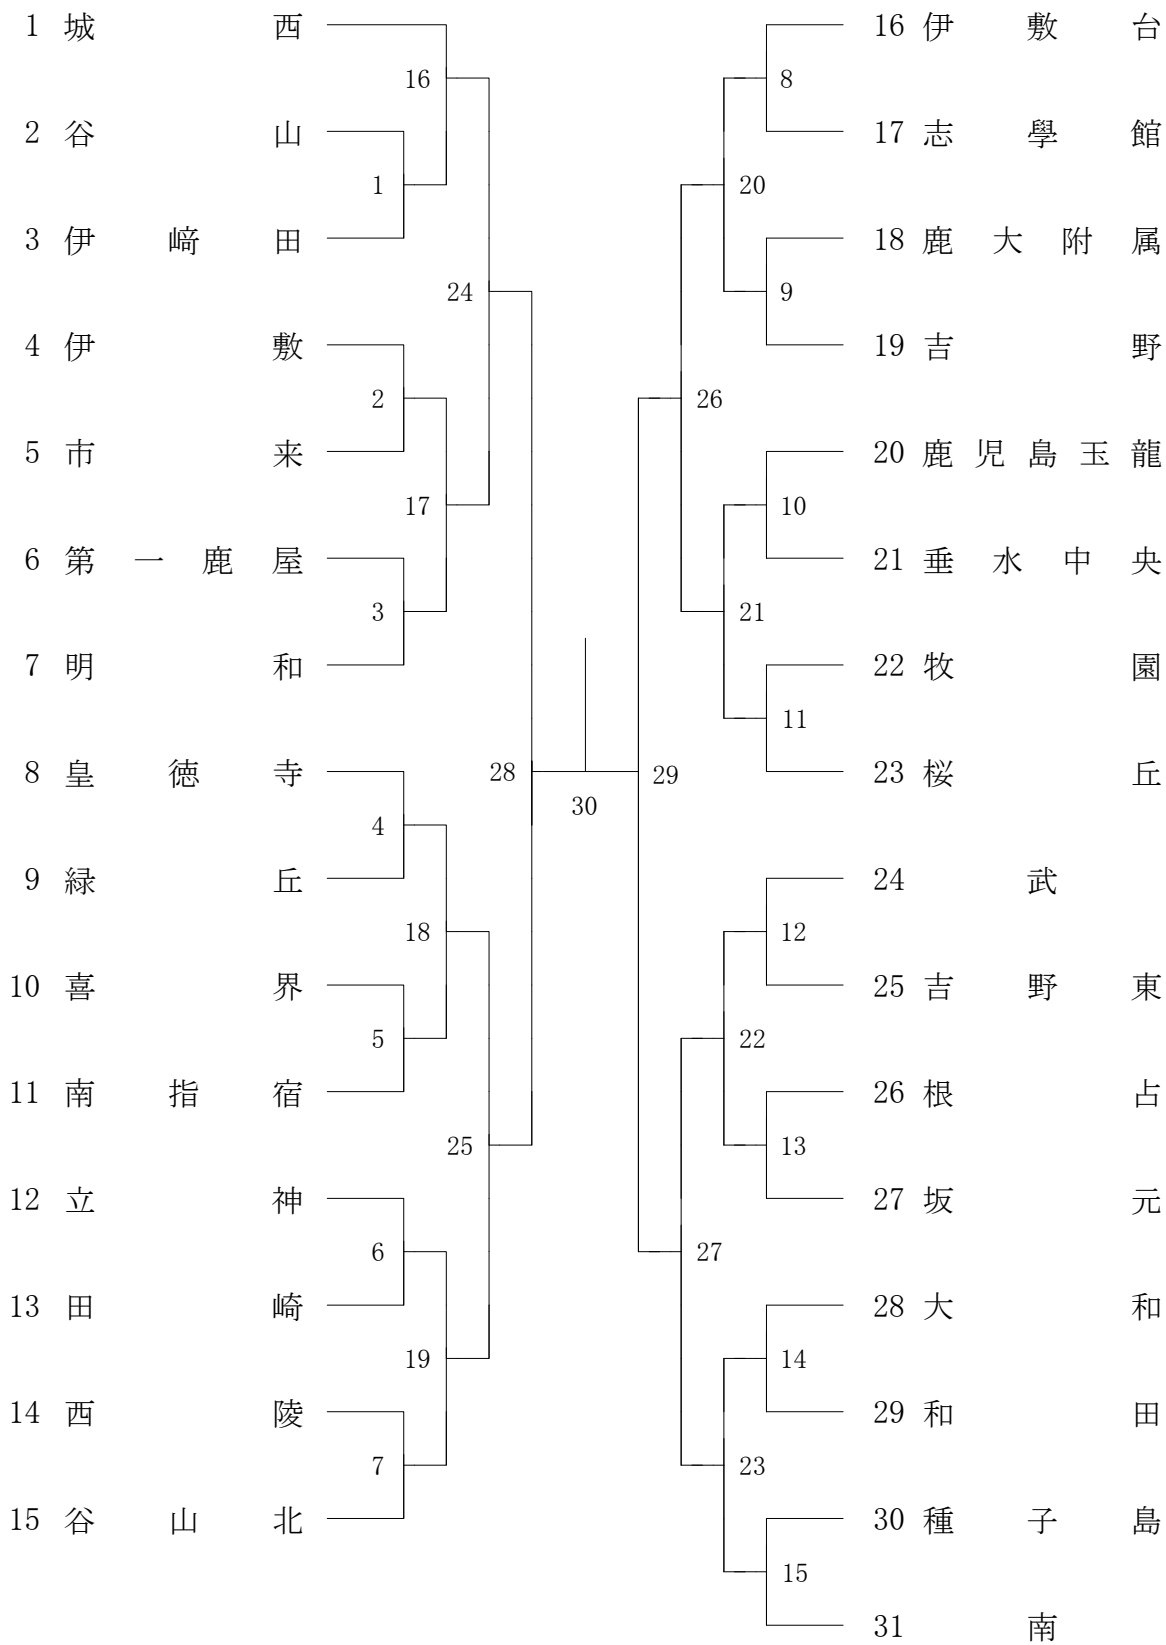 1 城西
16
2 谷山
1
3 伊﨑田
24
4 伊敷
2
5 市来
17
6 第一鹿屋
3
7 明和
28
8 皇徳寺
4
9 緑丘
18
10 喜界
5
11 南指宿
25
12 立神
6
13 田崎
19
14 西陵
7
15 谷山北
30
16 伊敷台
8
17 志學館
20
18 鹿大附属
9
19 吉野
26
20 鹿児島玉龍
10
21 垂水中央
21
22 牧園
11
23 桜丘
29
24 武
12
25 吉野東
22
26 根占
13
27 坂元
27
28 大和
14
29 和田
23
30 種子島
15
31 南